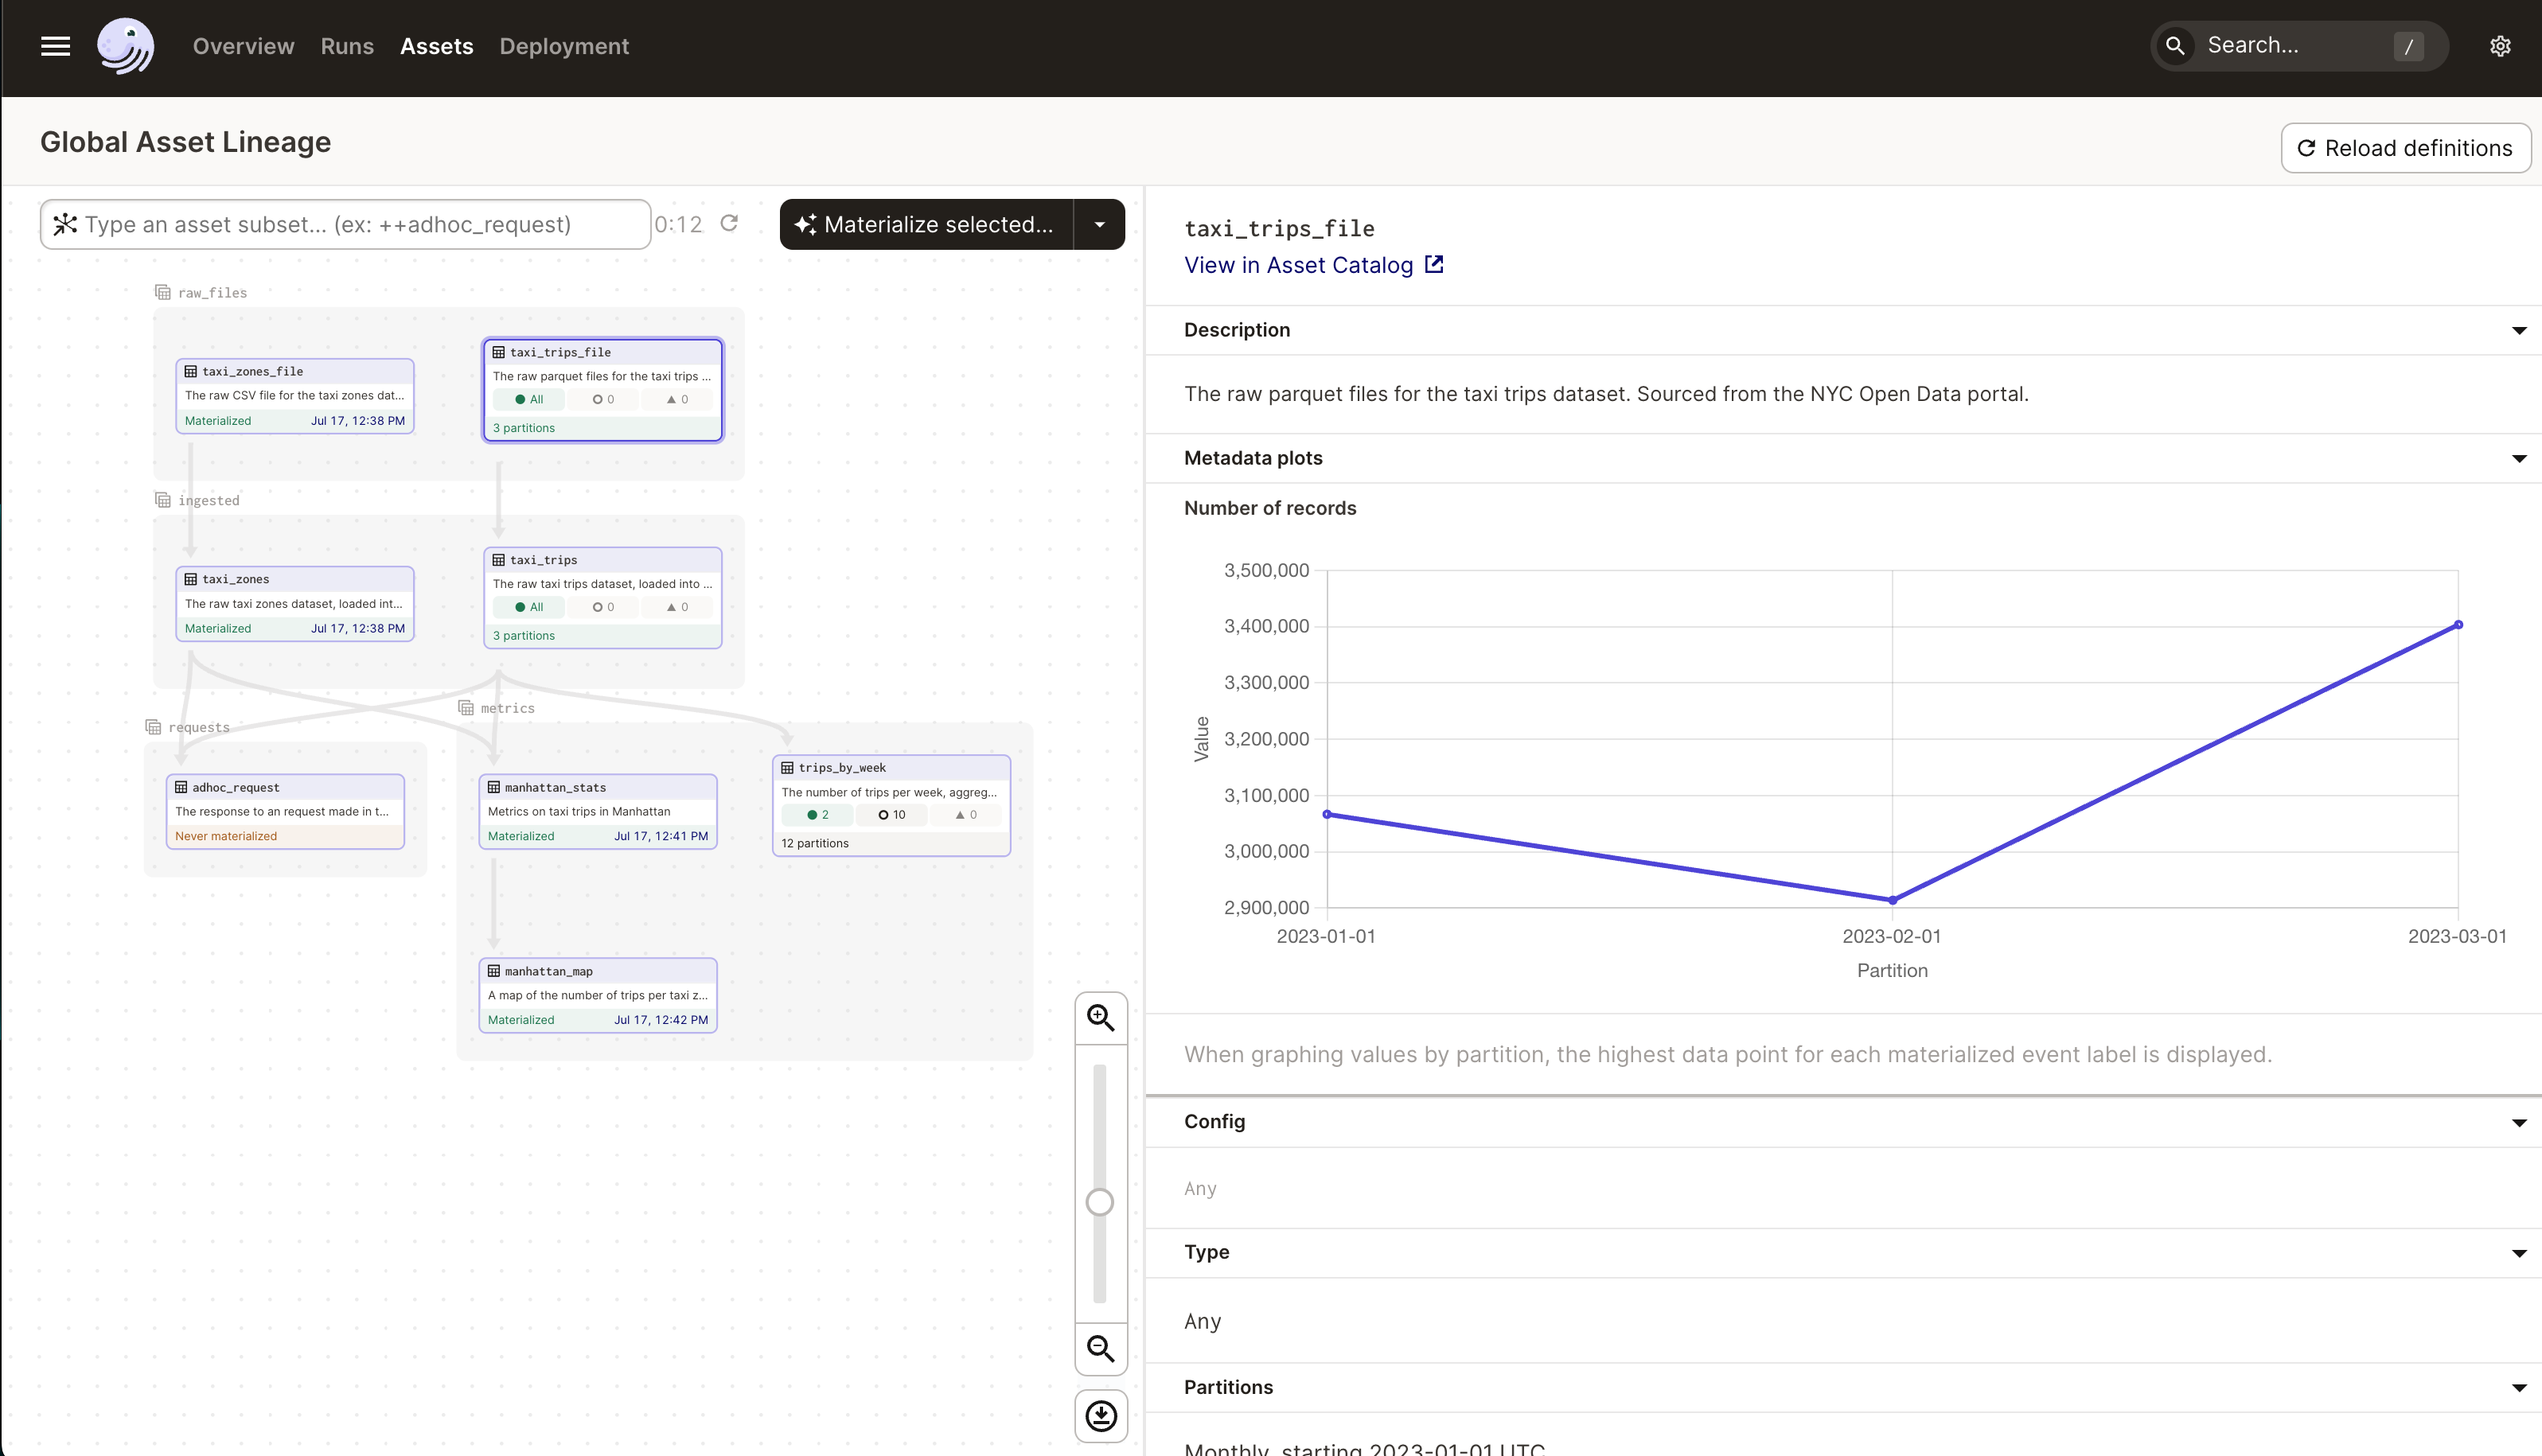 Overview Runs Assets Deployment
Search... /
Global Asset Lineage
Reload definitions
Type an asset subset... (ex: ++adhoc_request)
0:12
Materialize selected...
raw_files
taxi_zones_file
The raw CSV file for the taxi zones dat...
Materialized Jul 17, 12:38 PM
taxi_trips_file
The raw parquet files for the taxi trips ...
All 0 0
3 partitions
ingested
taxi_zones
The raw taxi zones dataset, loaded int...
Materialized Jul 17, 12:38 PM
taxi_trips
The raw taxi trips dataset, loaded into ...
All 0 0
3 partitions
requests
adhoc_request
The response to an request made in t...
Never materialized
metrics
manhattan_stats
Metrics on taxi trips in Manhattan
Materialized Jul 17, 12:41 PM
trips_by_week
The number of trips per week, aggreg...
2 10 0
12 partitions
manhattan_map
A map of the number of trips per taxi z...
Materialized Jul 17, 12:42 PM
taxi_trips_file
View in Asset Catalog
Description
The raw parquet files for the taxi trips dataset. Sourced from the NYC Open Data portal.
Metadata plots
Number of records
Value
3,500,000
3,400,000
3,300,000
3,200,000
3,100,000
3,000,000
2,900,000
2023-01-01 2023-02-01 2023-03-01
Partition
When graphing values by partition, the highest data point for each materialized event label is displayed.
Config
Any
Type
Any
Partitions
Monthly, starting 2023-01-01 UTC.